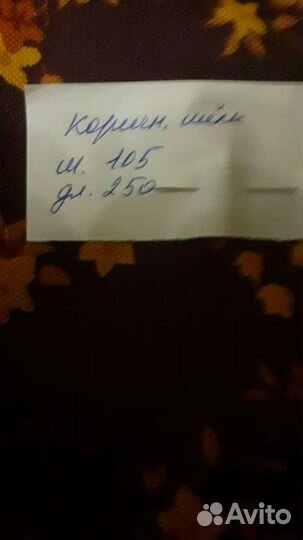 коричн. шёлк
ш. 105
дл. 250
Avito